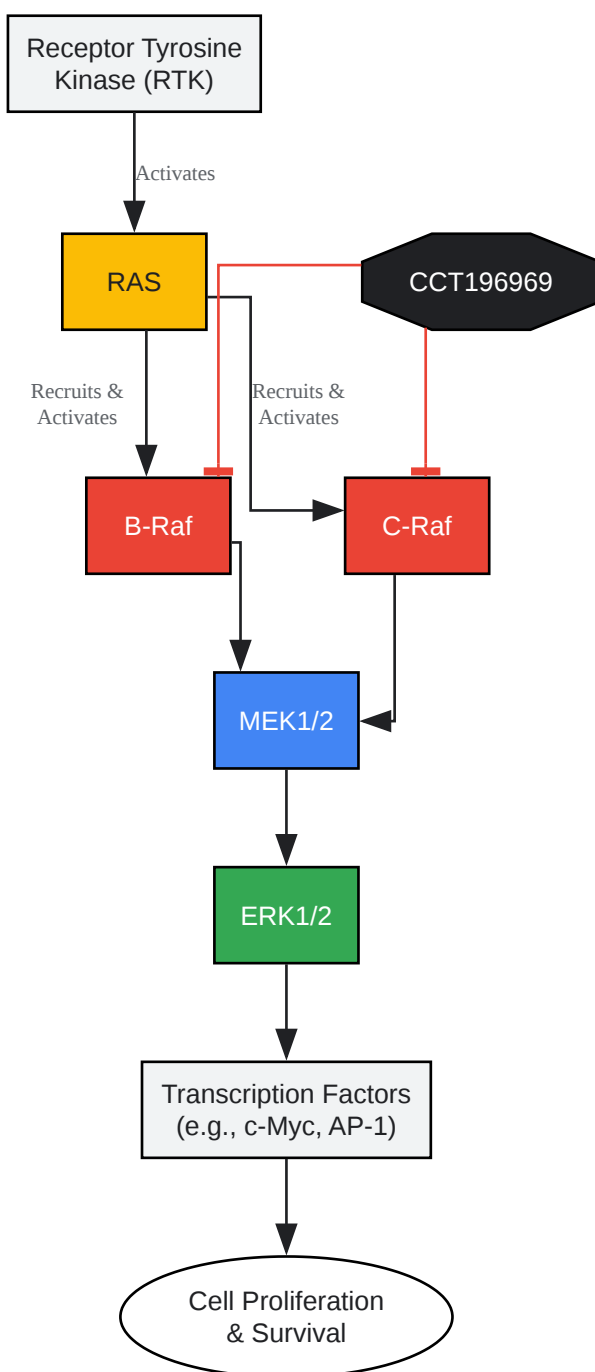 Receptor Tyrosine
Kinase (RTK)
Activates
RAS
CCT196969
Recruits &
Activates
Recruits &
Activates
B-Raf
C-Raf
MEK1/2
ERK1/2
Transcription Factors
(e.g., c-Myc, AP-1)
Cell Proliferation
& Survival